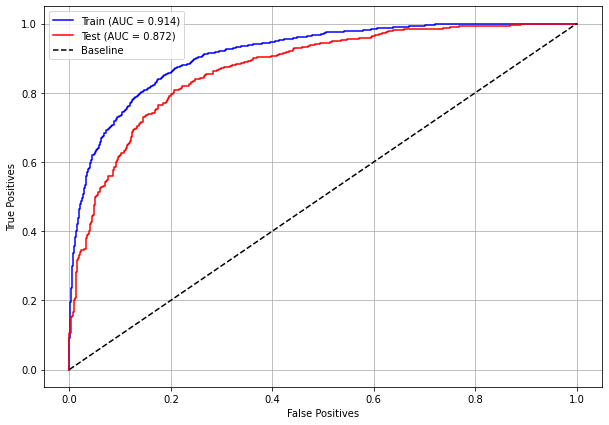 Train (AUC = 0.914)
Test (AUC = 0.872)
Baseline
1.0
0.8
0.6
0.4
0.2
0.0
True Positives
0.0
0.2
0.4
0.6
0.8
1.0
False Positives